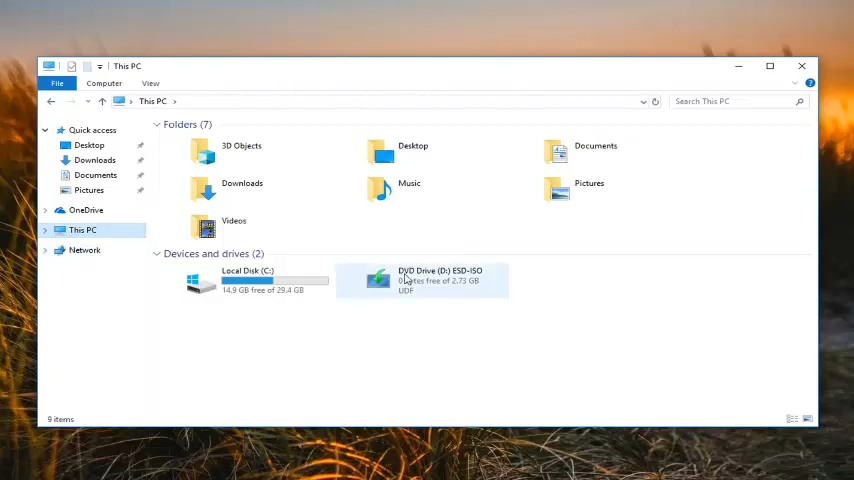 This PC
File Computer View
This PC
Search This PC
Quick access
Desktop
Downloads
Documents
Pictures
OneDrive
This PC
Network
Folders (7)
3D Objects
Desktop
Documents
Downloads
Music
Pictures
Videos
Devices and drives (2)
Local Disk (C:)
14.9 GB free of 29.4 GB
DVD Drive (D:) ESD-ISO
free of 2.73 GB
UDF
9 items